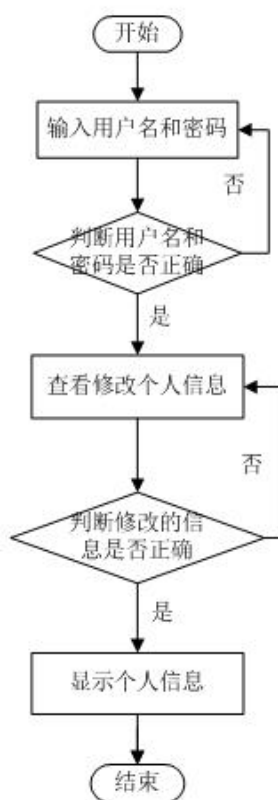 开始
输入用户名和密码
否
判断用户名和
密码是否正确
是
查看修改个人信息
否
判断修改的信
息是否正确
是
显示个人信息
结束